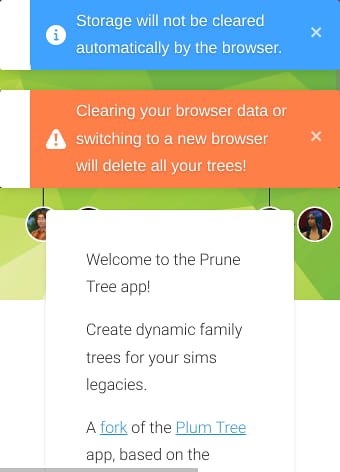 Storage will not be cleared
automatically by the browser.
Clearing your browser data or
switching to a new browser
will delete all your trees!
Welcome to the Prune
Tree app!
Create dynamic family
trees for your sims
legacies.
A fork of the Plum Tree
app, based on the